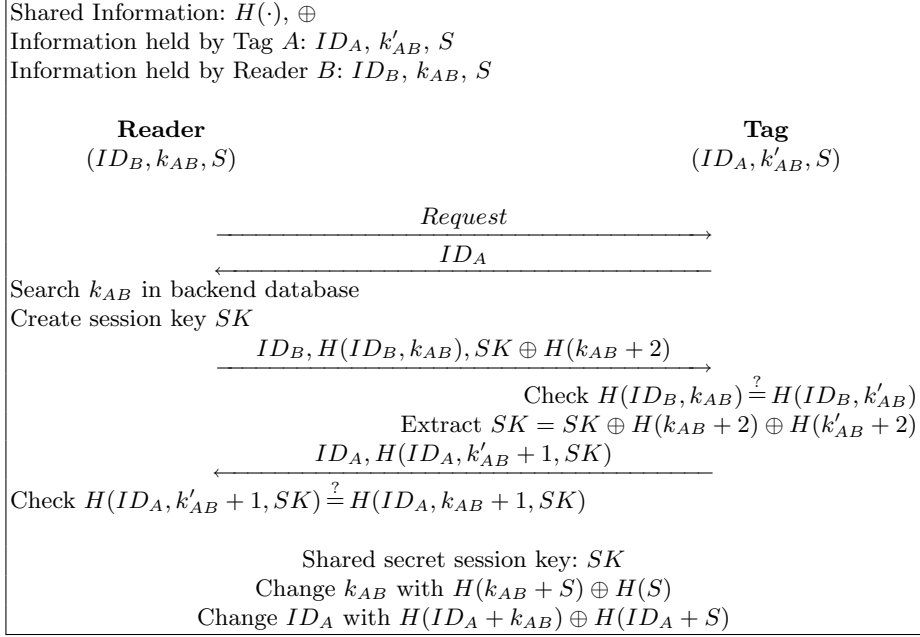 Shared Information: H(·), ⊕
Information held by Tag A: ID_A, k′_AB, S
Information held by Reader B: ID_B, k_AB, S
Reader Tag
(ID_B, k_AB, S) (ID_A, k′_AB, S)
Request
ID_A
Search k_AB in backend database
Create session key SK
ID_B, H(ID_B, k_AB), SK ⊕ H(k_AB + 2)
Check H(ID_B, k_AB) ≟ H(ID_B, k′_AB)
Extract SK = SK ⊕ H(k_AB + 2) ⊕ H(k′_AB + 2)
ID_A, H(ID_A, k′_AB + 1, SK)
Check H(ID_A, k′_AB + 1, SK) ≟ H(ID_A, k_AB + 1, SK)
Shared secret session key: SK
Change k_AB with H(k_AB + S) ⊕ H(S)
Change ID_A with H(ID_A + k_AB) ⊕ H(ID_A + S)